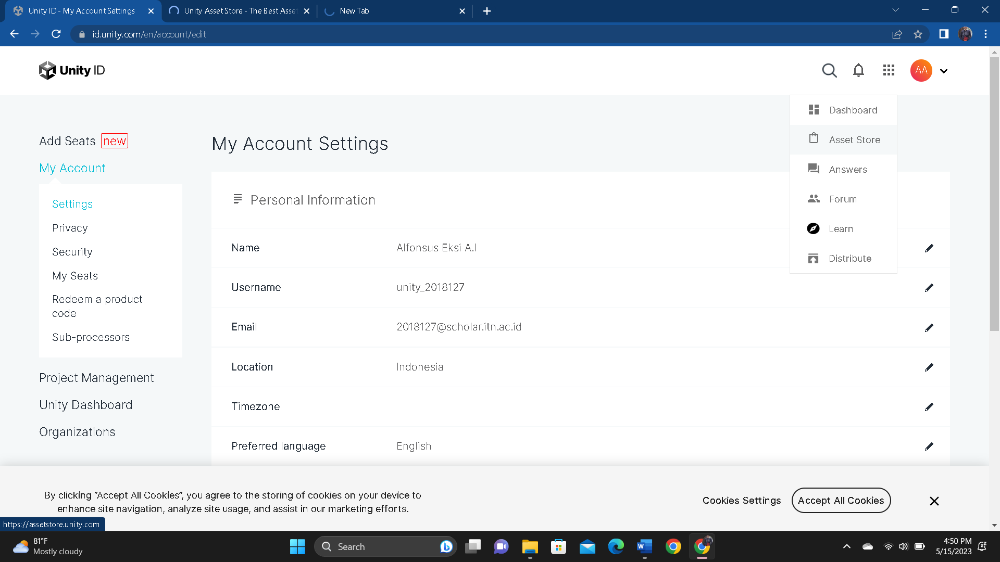 Unity ID - My Account Settings
Unity Asset Store - The Best Asset
New Tab
id.unity.com/en/account/edit
Unity ID
AA
Dashboard
Asset Store
Answers
Forum
Learn
Distribute
Add Seats new
My Account
Settings
Privacy
Security
My Seats
Redeem a product
code
Sub-processors
Project Management
Unity Dashboard
Organizations
My Account Settings
Personal Information
Name Alfonsus Eksi A.I
Username unity_2018127
Email 2018127@scholar.itn.ac.id
Location Indonesia
Timezone
Preferred language English
By clicking “Accept All Cookies”, you agree to the storing of cookies on your device to
enhance site navigation, analyze site usage, and assist in our marketing efforts.
Cookies Settings
Accept All Cookies
https://assetstore.unity.com
81°F
Mostly cloudy
Search
4:50 PM
5/15/2023